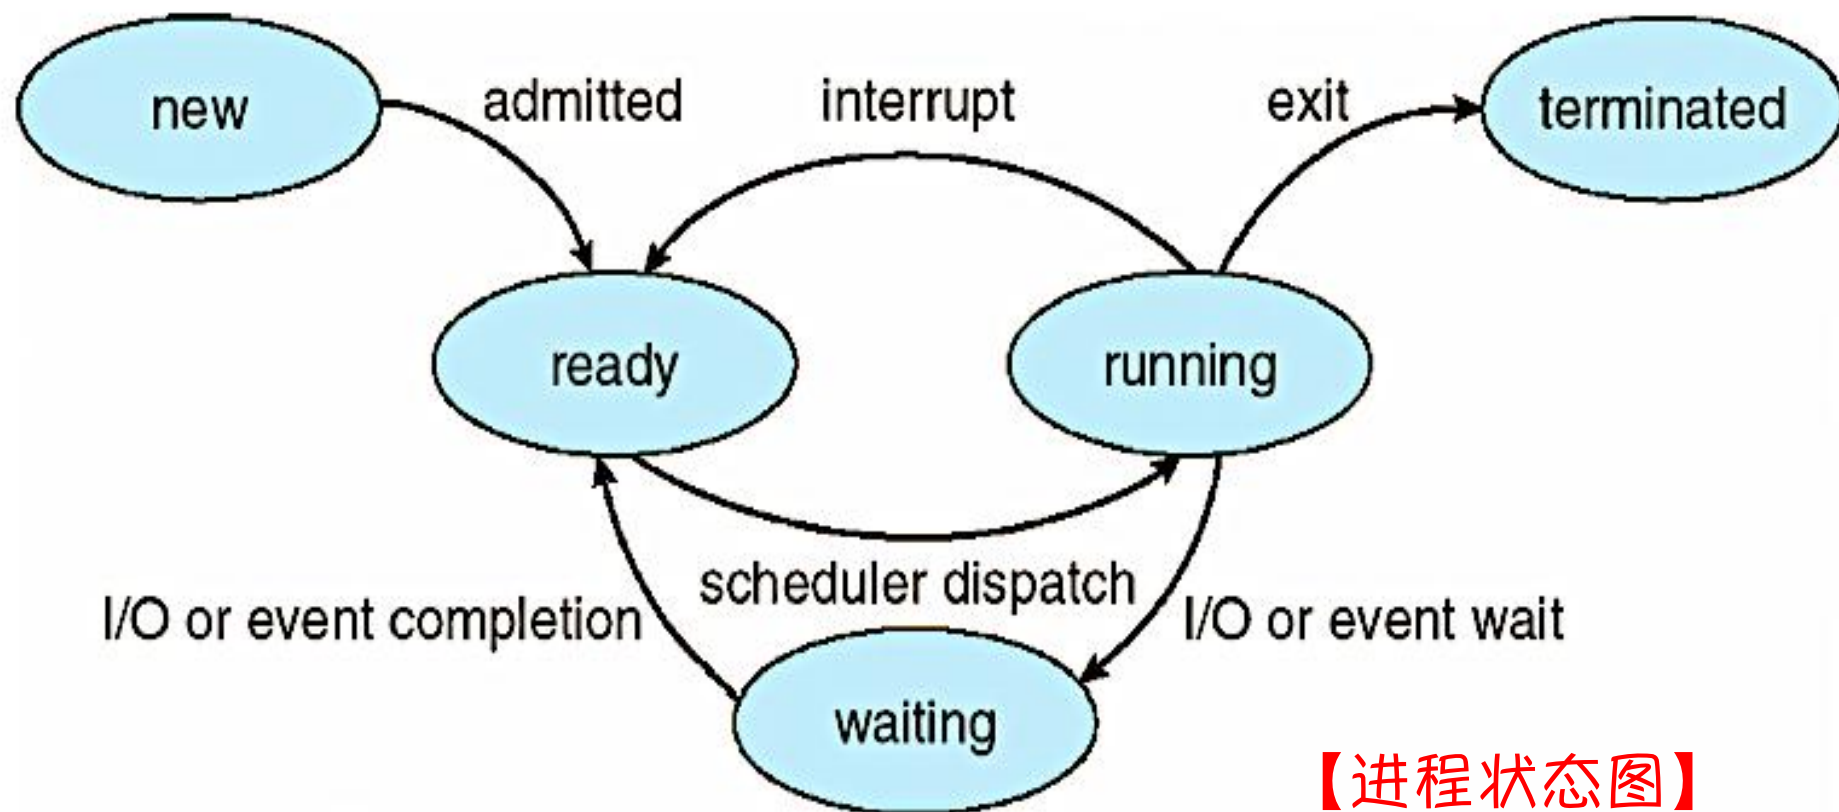 new
admitted
interrupt
exit
terminated
ready
running
scheduler dispatch
I/O or event completion
I/O or event wait
waiting
【进程状态图】